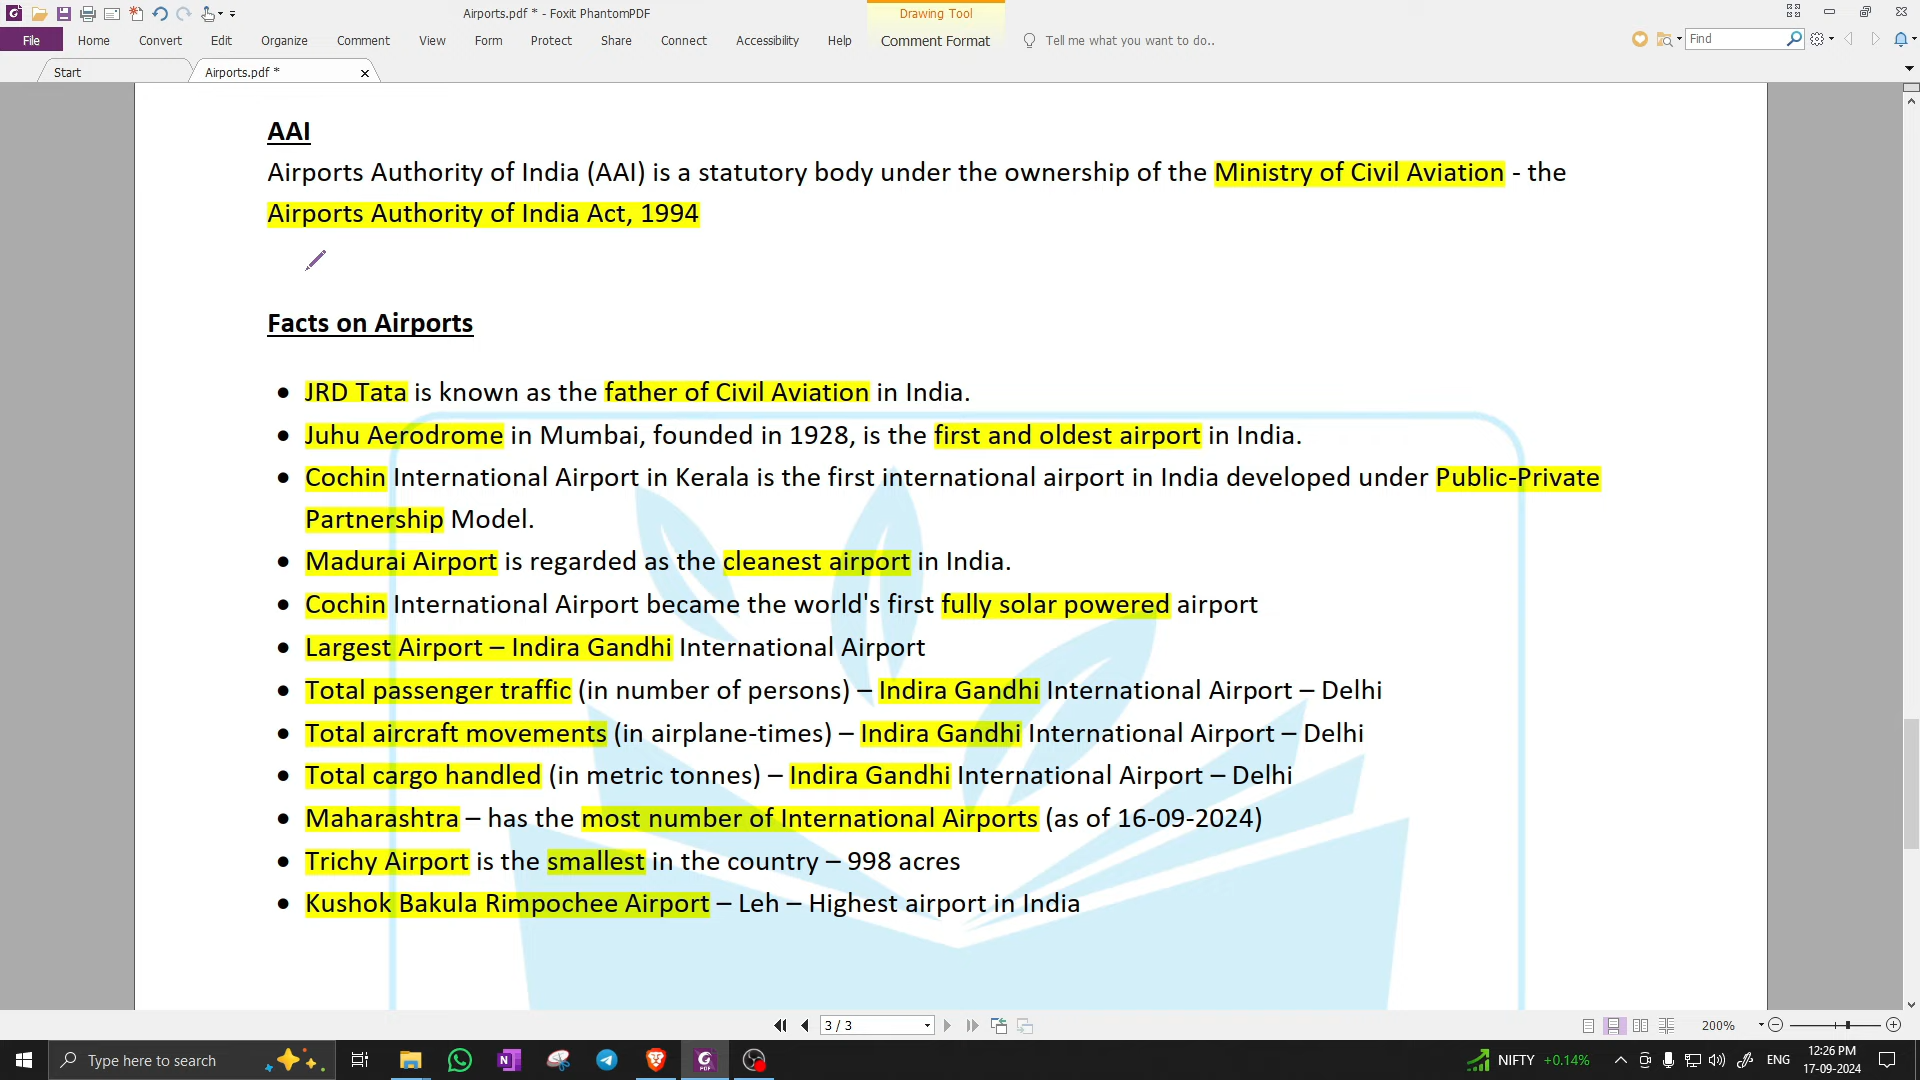 Airports.pdf * - Foxit PhantomPDF
Drawing Tool
File Home Convert Edit Organize Comment View Form Protect Share Connect Accessibility Help Comment Format Tell me what you want to do.. Find
Start Airports.pdf *
AAI
Airports Authority of India (AAI) is a statutory body under the ownership of the Ministry of Civil Aviation - the
Airports Authority of India Act, 1994
Facts on Airports
● JRD Tata is known as the father of Civil Aviation in India.
● Juhu Aerodrome in Mumbai, founded in 1928, is the first and oldest airport in India.
● Cochin International Airport in Kerala is the first international airport in India developed under Public-Private
Partnership Model.
● Madurai Airport is regarded as the cleanest airport in India.
● Cochin International Airport became the world's first fully solar powered airport
● Largest Airport – Indira Gandhi International Airport
● Total passenger traffic (in number of persons) – Indira Gandhi International Airport – Delhi
● Total aircraft movements (in airplane-times) – Indira Gandhi International Airport – Delhi
● Total cargo handled (in metric tonnes) – Indira Gandhi International Airport – Delhi
● Maharashtra – has the most number of International Airports (as of 16-09-2024)
● Trichy Airport is the smallest in the country – 998 acres
● Kushok Bakula Rimpochee Airport – Leh – Highest airport in India
3 / 3 200%
Type here to search NIFTY +0.14% ENG 12:26 PM
17-09-2024